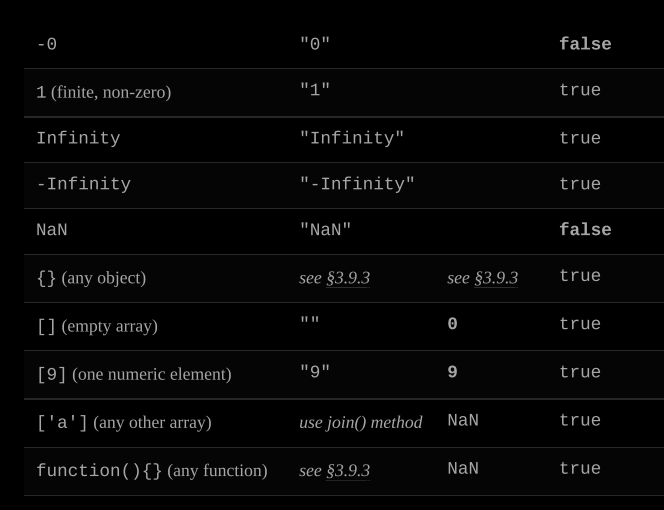 -0 "0" false
1 (finite, non-zero) "1" true
Infinity "Infinity" true
-Infinity "-Infinity" true
NaN "NaN" false
{} (any object) see §3.9.3 see §3.9.3 true
[] (empty array) "" 0 true
[9] (one numeric element) "9" 9 true
['a'] (any other array) use join() method NaN true
function(){} (any function) see §3.9.3 NaN true